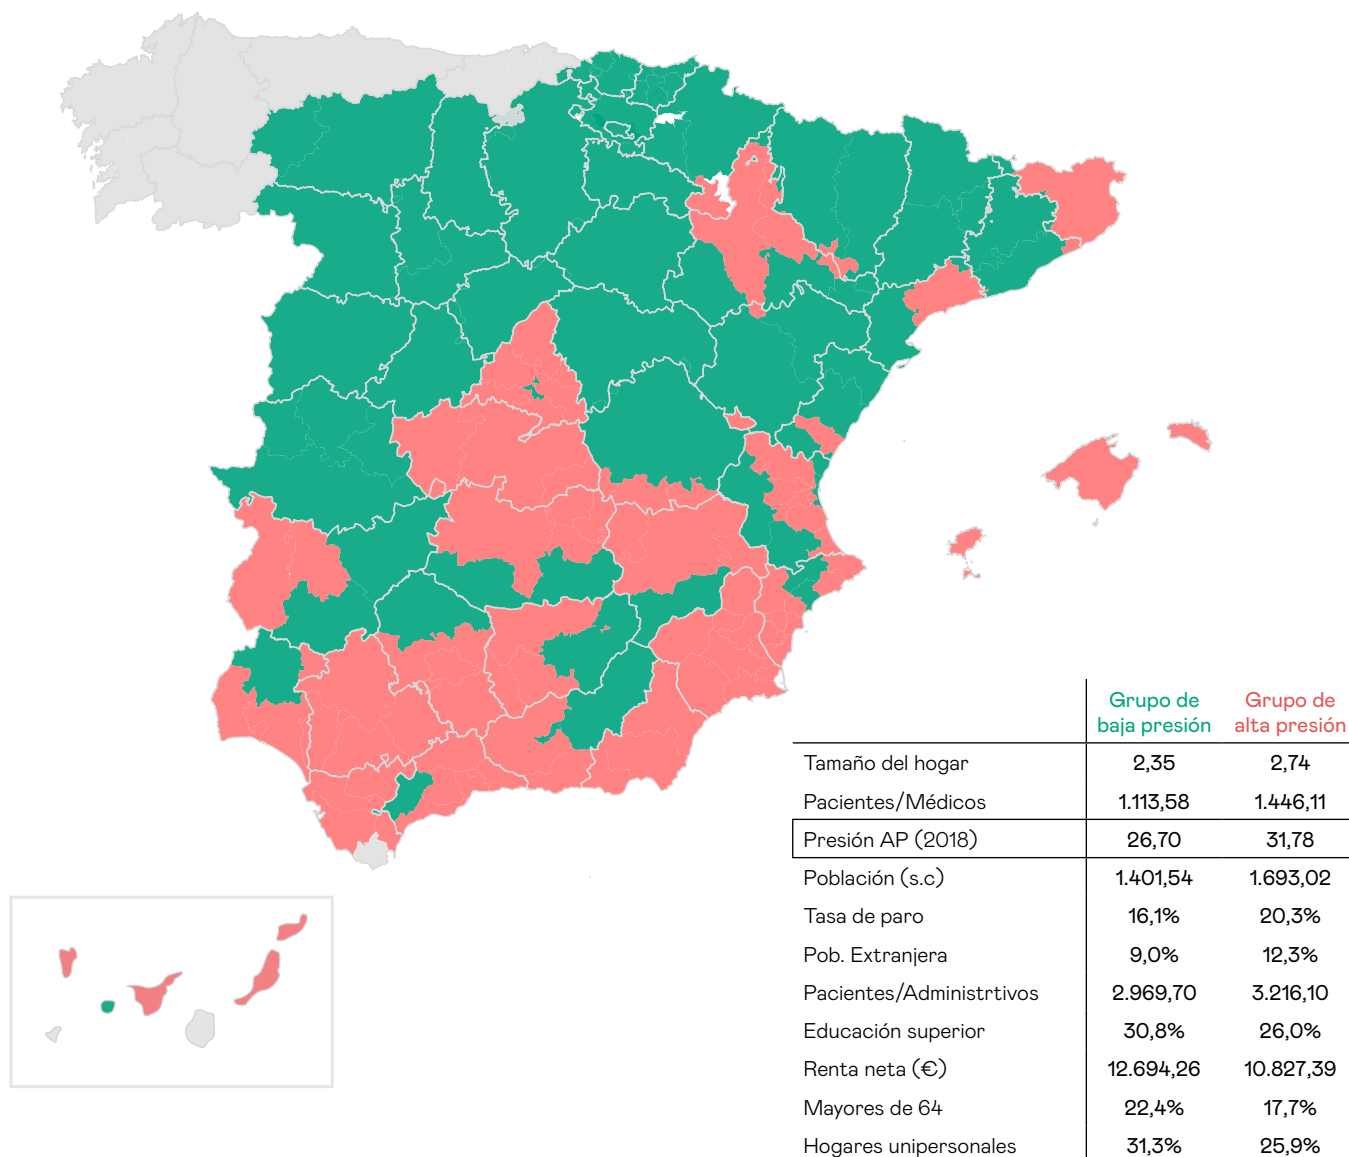 Grupo de baja presión Grupo de alta presión
Tamaño del hogar 2,35 2,74
Pacientes/Médicos 1.113,58 1.446,11
Presión AP (2018) 26,70 31,78
Población (s.c) 1.401,54 1.693,02
Tasa de paro 16,1% 20,3%
Pob. Extranjera 9,0% 12,3%
Pacientes/Administrtivos 2.969,70 3.216,10
Educación superior 30,8% 26,0%
Renta neta (€) 12.694,26 10.827,39
Mayores de 64 22,4% 17,7%
Hogares unipersonales 31,3% 25,9%